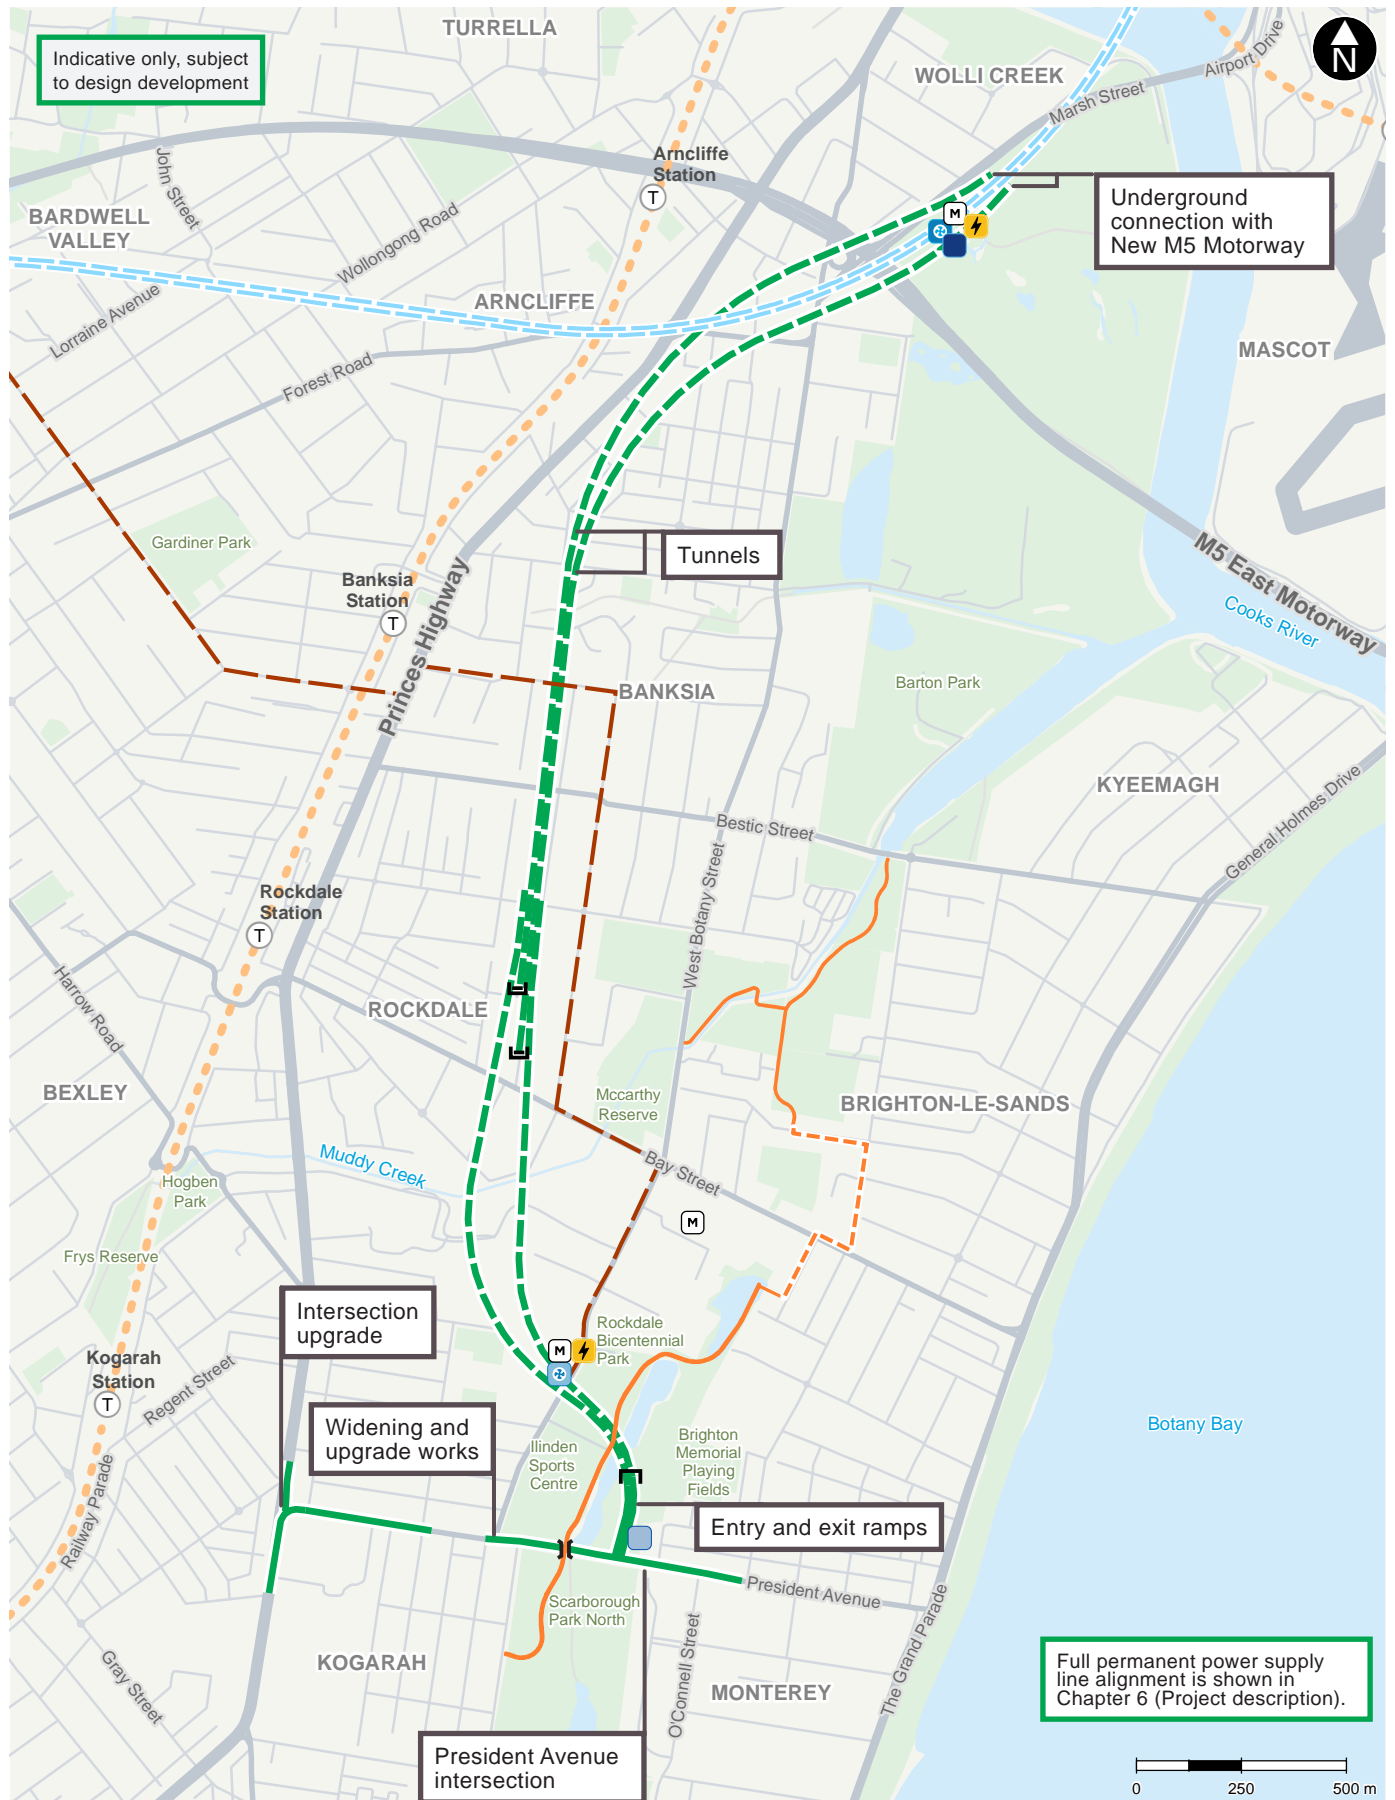 TURRELLA
Indicative only, subject
to design development
WOLLI CREEK
Airport Drive
N
Marsh Street
John Street
Arncliffe
Station
T
BARDWELL
VALLEY
Wollongong Road
M
Underground
connection with
New M5 Motorway
Lorraine Avenue
ARNCLIFFE
Forest Road
MASCOT
Gardiner Park
Tunnels
M5 East Motorway
Banksia
Station
T
Princes Highway
Cooks River
BANKSIA
Barton Park
KYEEMAGH
General Holmes Drive
Bestic Street
Rockdale
Station
T
West Botany Street
Harrow Road
ROCKDALE
BEXLEY
Mccarthy
Reserve
BRIGHTON-LE-SANDS
Muddy Creek
Bay Street
Hogben
Park
M
Frys Reserve
Intersection
upgrade
Rockdale
Bicentennial
Park
M
Kogarah
Station
T
Regent Street
Widening and
upgrade works
Ilinden
Sports
Centre
Brighton
Memorial
Playing
Fields
Botany Bay
Railway Parade
Entry and exit ramps
President Avenue
Scarborough
Park North
The Grand Parade
O'Connell Street
Gray Street
KOGARAH
MONTEREY
Full permanent power supply
line alignment is shown in
Chapter 6 (Project description).
President Avenue
intersection
0 250 500 m